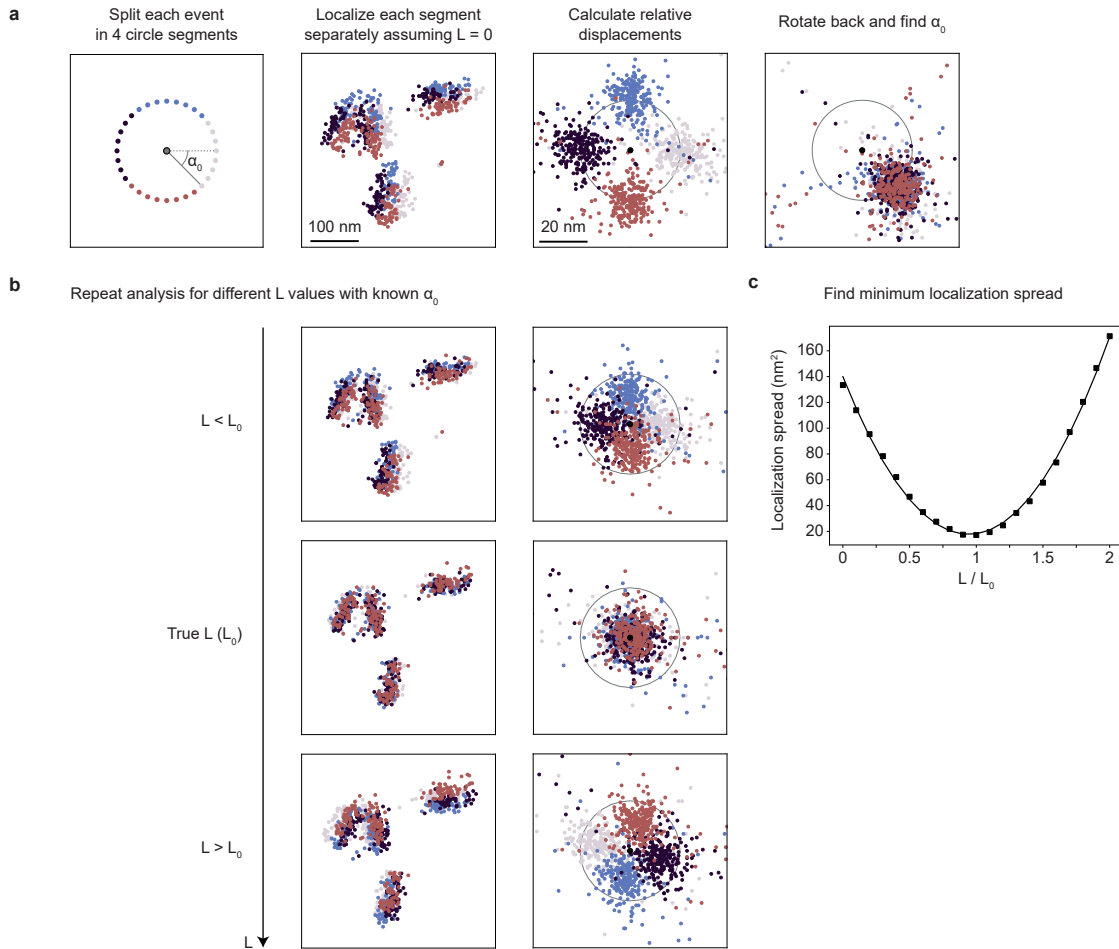 a
Split each event
in 4 circle segments
Localize each segment
separately assuming L = 0
Calculate relative
displacements
Rotate back and find α₀
α₀
100 nm
20 nm
b
Repeat analysis for different L values with known α₀
L < L₀
True L (L₀)
L > L₀
L
c
Find minimum localization spread
Localization spread (nm²)
160
140
120
100
80
60
40
20
0
0.5
1
1.5
2
L / L₀